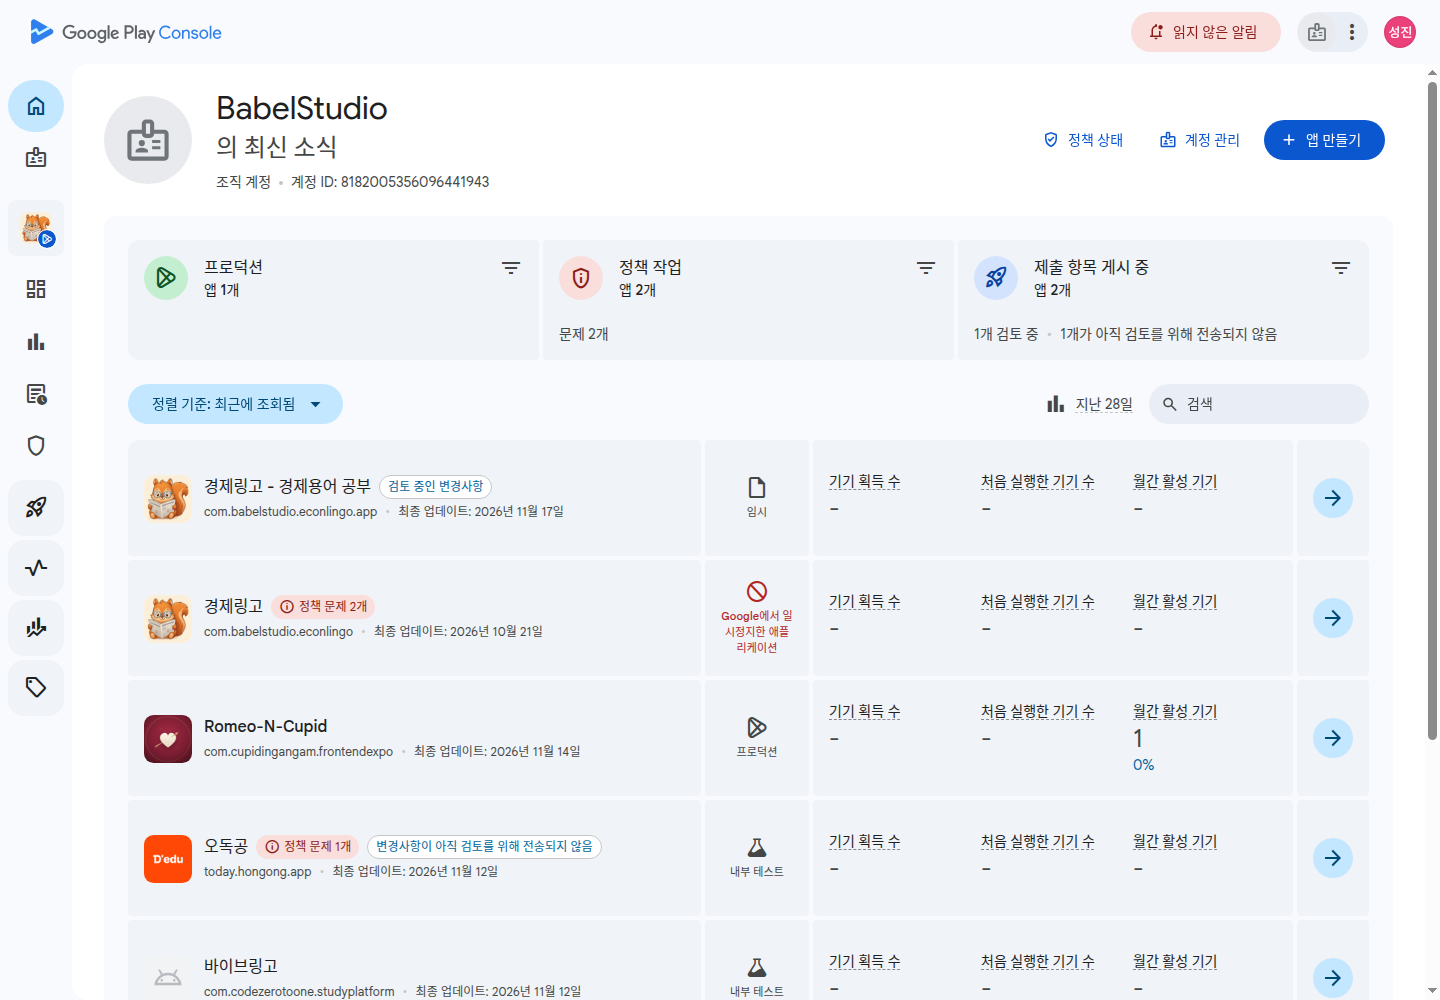 Google Play Console
읽지 않은 알림
성진
BabelStudio
의 최신 소식
조직 계정 • 계정 ID: 8182005356096441943
정책 상태
계정 관리
+ 앱 만들기
프로덕션
앱 1개
정책 작업
앱 2개
문제 2개
제출 항목 게시 중
앱 2개
1개 검토 중 • 1개가 아직 검토를 위해 전송되지 않음
정렬 기준: 최근에 조회됨
지난 28일
검색
경제링고 - 경제용어 공부 검토 중인 변경사항
com.babelstudio.econlingo.app • 최종 업데이트: 2026년 11월 17일
임시
기기 획득 수
–
처음 실행한 기기 수
–
월간 활성 기기
–
경제링고 정책 문제 2개
com.babelstudio.econlingo • 최종 업데이트: 2026년 10월 21일
Google에서 일
시정지한 애플
리케이션
기기 획득 수
–
처음 실행한 기기 수
–
월간 활성 기기
–
Romeo-N-Cupid
com.cupidingangam.frontendexpo • 최종 업데이트: 2026년 11월 14일
프로덕션
기기 획득 수
–
처음 실행한 기기 수
–
월간 활성 기기
1
0%
D'edu
오독공 정책 문제 1개 변경사항이 아직 검토를 위해 전송되지 않음
today.hongong.app • 최종 업데이트: 2026년 11월 12일
내부 테스트
기기 획득 수
–
처음 실행한 기기 수
–
월간 활성 기기
–
바이브링고
com.codezerotoone.studyplatform • 최종 업데이트: 2026년 11월 12일
내부 테스트
기기 획득 수
–
처음 실행한 기기 수
–
월간 활성 기기
–